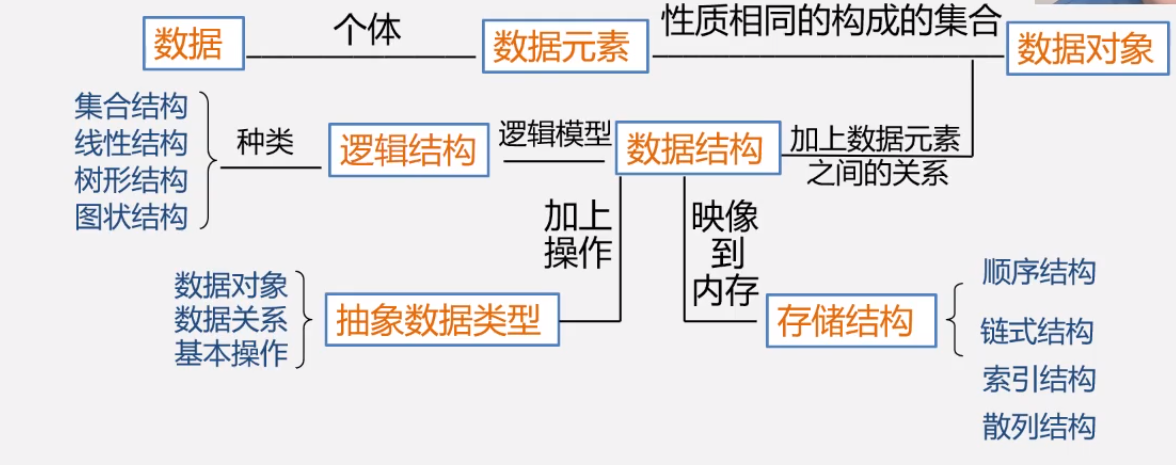 个体
性质相同的构成的集合
数据
数据元素
数据对象
集合结构
线性结构
树形结构
图状结构
种类
逻辑结构
逻辑模型
数据结构
加上数据元素
之间的关系
加上
操作
映像
到
内存
数据对象
数据关系
基本操作
抽象数据类型
存储结构
顺序结构
链式结构
索引结构
散列结构